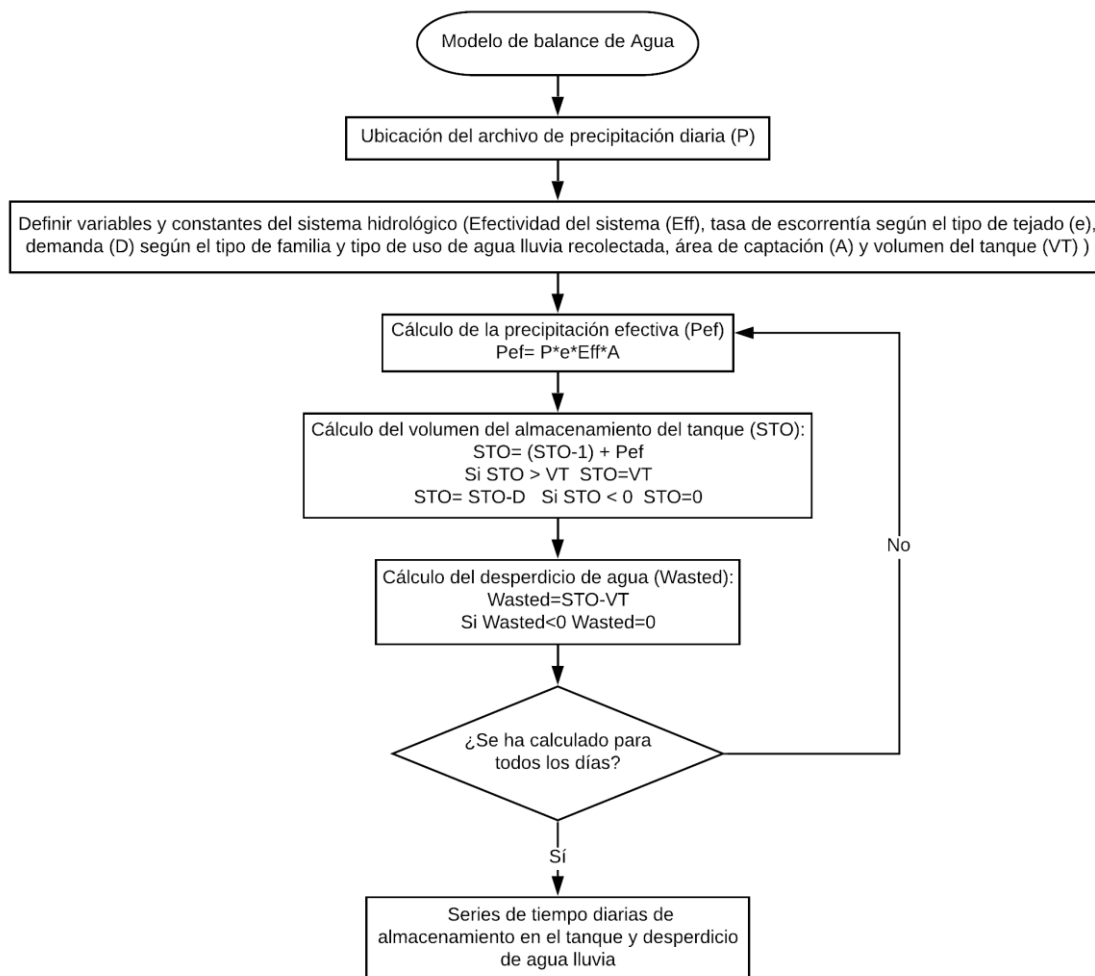 Modelo de balance de Agua
Ubicación del archivo de precipitación diaria (P)
Definir variables y constantes del sistema hidrológico (Efectividad del sistema (Eff), tasa de escorrentía según el tipo de tejado (e),
demanda (D) según el tipo de familia y tipo de uso de agua lluvia recolectada, área de captación (A) y volumen del tanque (VT) )
Cálculo de la precipitación efectiva (Pef)
Pef= P*e*Eff*A
Cálculo del volumen del almacenamiento del tanque (STO):
STO= (STO-1) + Pef
Si STO > VT  STO=VT
STO= STO-D   Si STO < 0  STO=0
Cálculo del desperdicio de agua (Wasted):
Wasted=STO-VT
Si Wasted<0 Wasted=0
¿Se ha calculado para
todos los días?
No
Sí
Series de tiempo diarias de
almacenamiento en el tanque y desperdicio
de agua lluvia